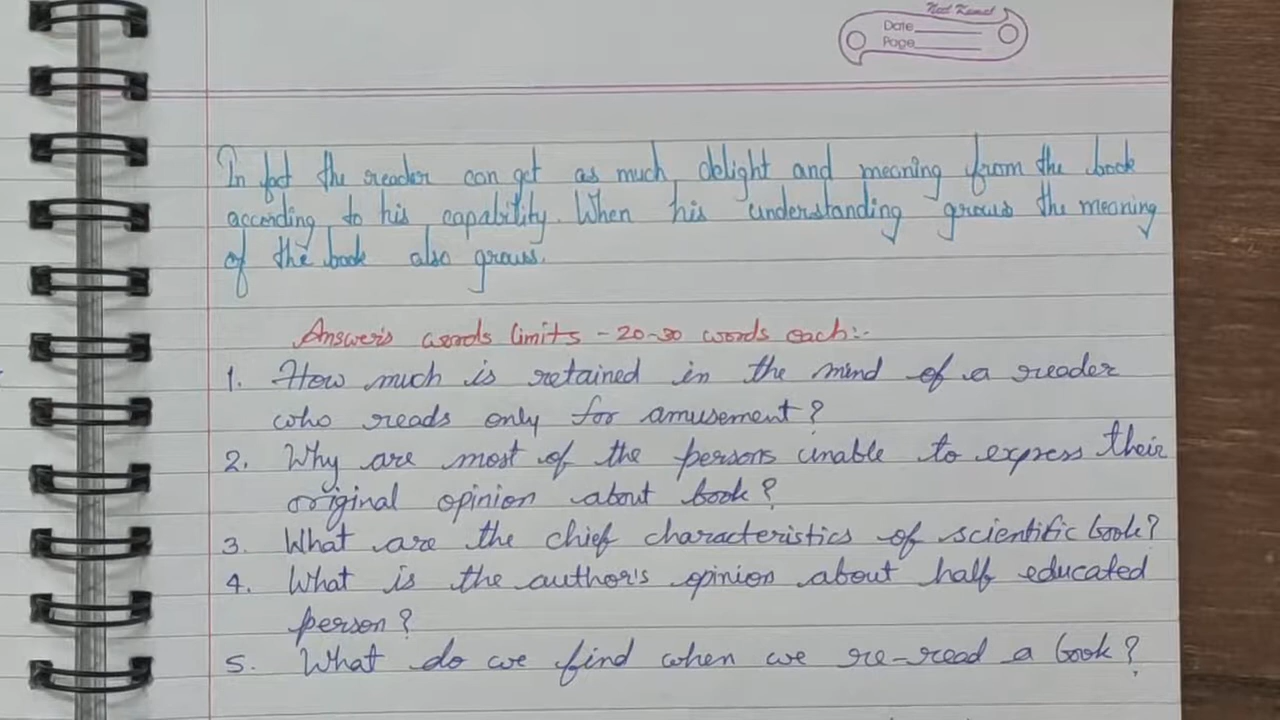 Neel Kamal
Date
Page
In fact the reader can get as much delight and meaning from the book
according to his capability. When his understanding grows the meaning
of the book also grows.
Answers words limits - 20-30 words each:-
1. How much is retained in the mind of a reader
who reads only for amusement?
2. Why are most of the persons unable to express their
original opinion about book?
3. What are the chief characteristics of scientific book?
4. What is the author's opinion about half educated
person?
5. What do we find when we re-read a book?